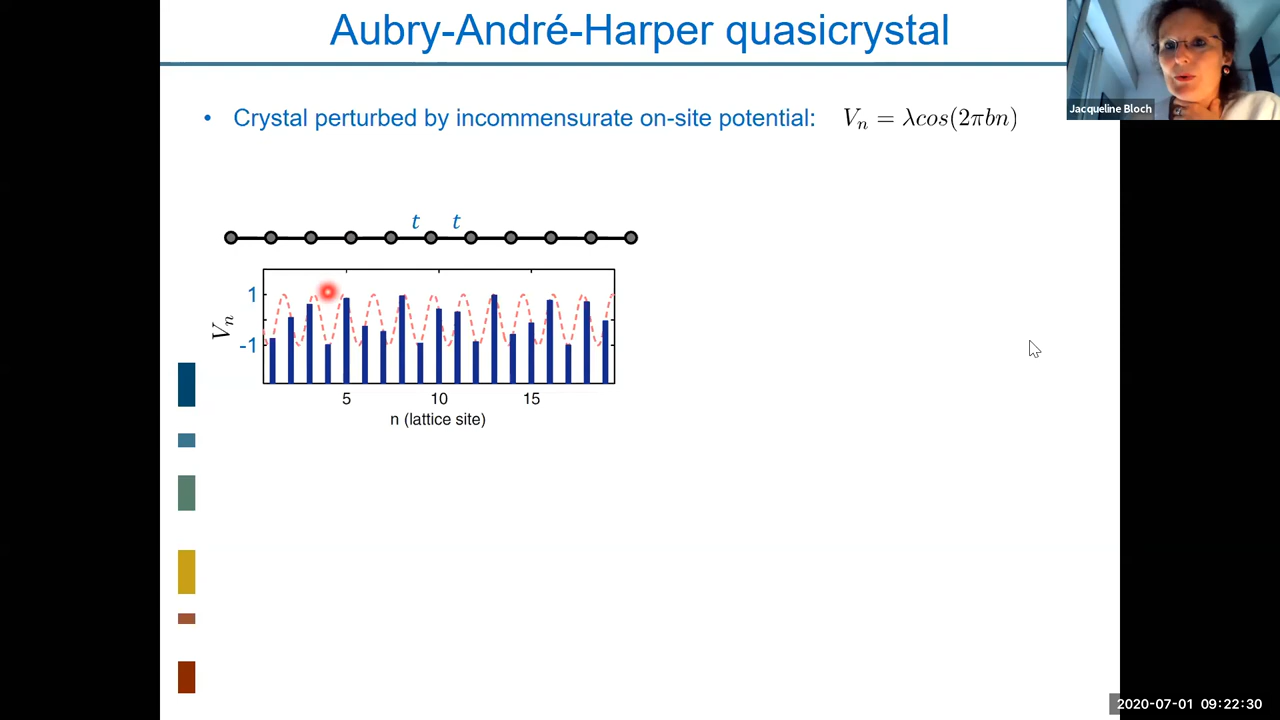 Aubry-André-Harper quasicrystal
Jacqueline Bloch
• Crystal perturbed by incommensurate on-site potential: Vn = λcos(2πbn)
t t
1
Vn
-1
5 10 15
n (lattice site)
2020-07-01 09:22:30